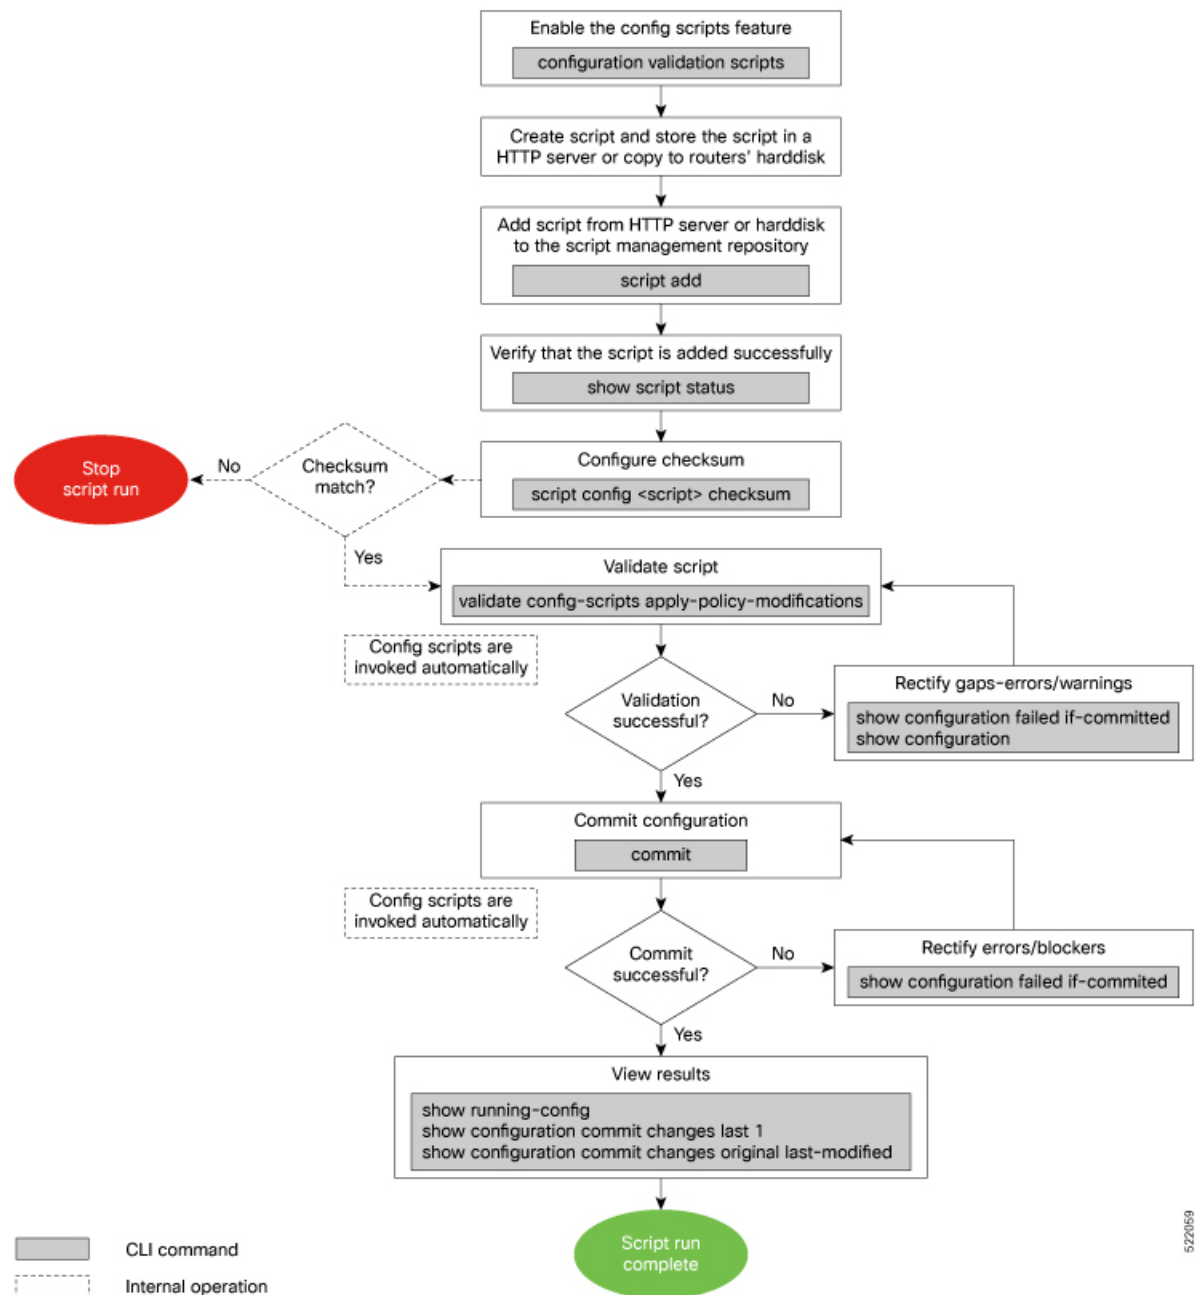 Enable the config scripts feature
configuration validation scripts
Create script and store the script in a
HTTP server or copy to routers' harddisk
Add script from HTTP server or harddisk
to the script management repository
script add
Verify that the script is added successfully
show script status
Configure checksum
script config <script> checksum
Checksum
match?
No
Stop
script run
Yes
Validate script
validate config-scripts apply-policy-modifications
Config scripts are
invoked automatically
Validation
successful?
No
Rectify gaps-errors/warnings
show configuration failed if-committed
show configuration
Yes
Commit configuration
commit
Config scripts are
invoked automatically
Commit
successful?
No
Rectify errors/blockers
show configuration failed if-commited
Yes
View results
show running-config
show configuration commit changes last 1
show configuration commit changes original last-modified
Script run
complete
CLI command
Internal operation
522059